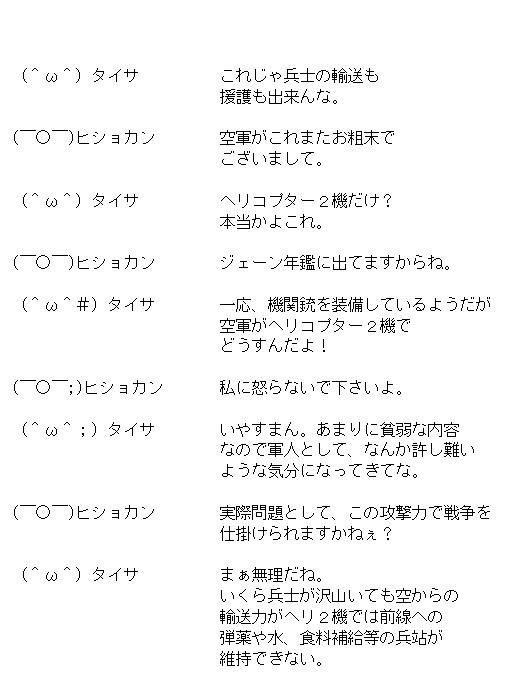 （＾ω＾）タイサ　これじゃ兵士の輸送も
援護も出来んな。
(￣〇￣)ヒショカン　空軍がこれまたお粗末で
ございまして。
（＾ω＾）タイサ　ヘリコプター２機だけ？
本当かよこれ。
(￣〇￣)ヒショカン　ジェーン年鑑に出てますからね。
（＾ω＾＃）タイサ　一応、機関銃を装備しているようだが
空軍がヘリコプター２機で
どうすんだよ！
(￣〇￣;)ヒショカン　私に怒らないで下さいよ。
（＾ω＾；）タイサ　いやすまん。あまりに貧弱な内容
なので軍人として、なんか許し難い
ような気分になってきてな。
(￣〇￣)ヒショカン　実際問題として、この攻撃力で戦争を
仕掛けられますかねぇ？
（＾ω＾）タイサ　まぁ無理だね。
いくら兵士が沢山いても空からの
輸送力がヘリ２機では前線への
弾薬や水、食料補給等の兵站が
維持できない。